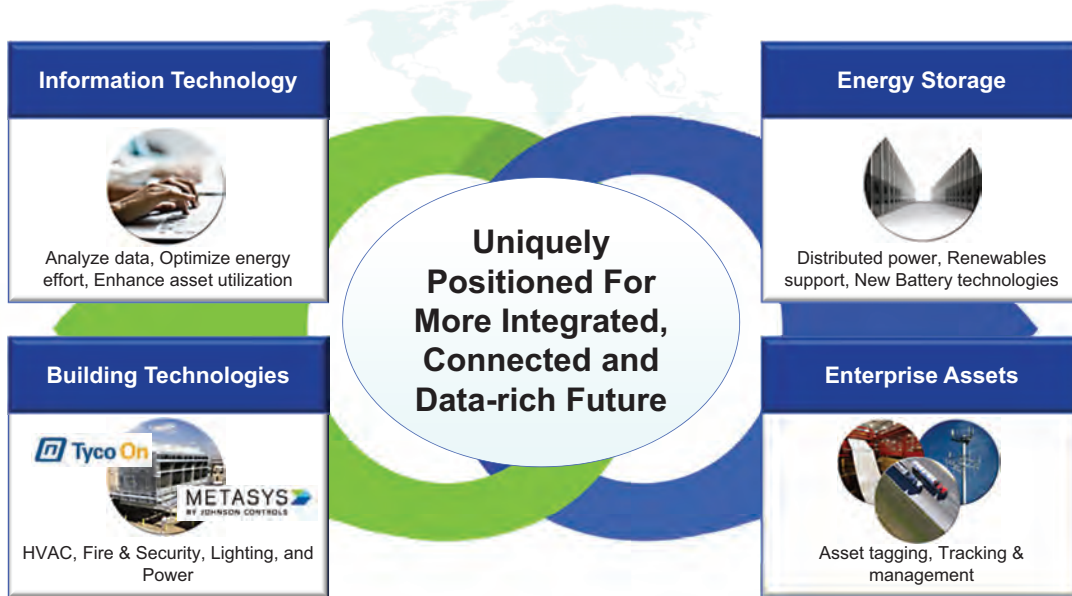 Information Technology
Analyze data, Optimize energy
effort, Enhance asset utilization
Energy Storage
Distributed power, Renewables
support, New Battery technologies
Uniquely
Positioned For
More Integrated,
Connected and
Data-rich Future
Building Technologies
Tyco On
METASYS
BY JOHNSON CONTROLS
HVAC, Fire & Security, Lighting, and
Power
Enterprise Assets
Asset tagging, Tracking &
management